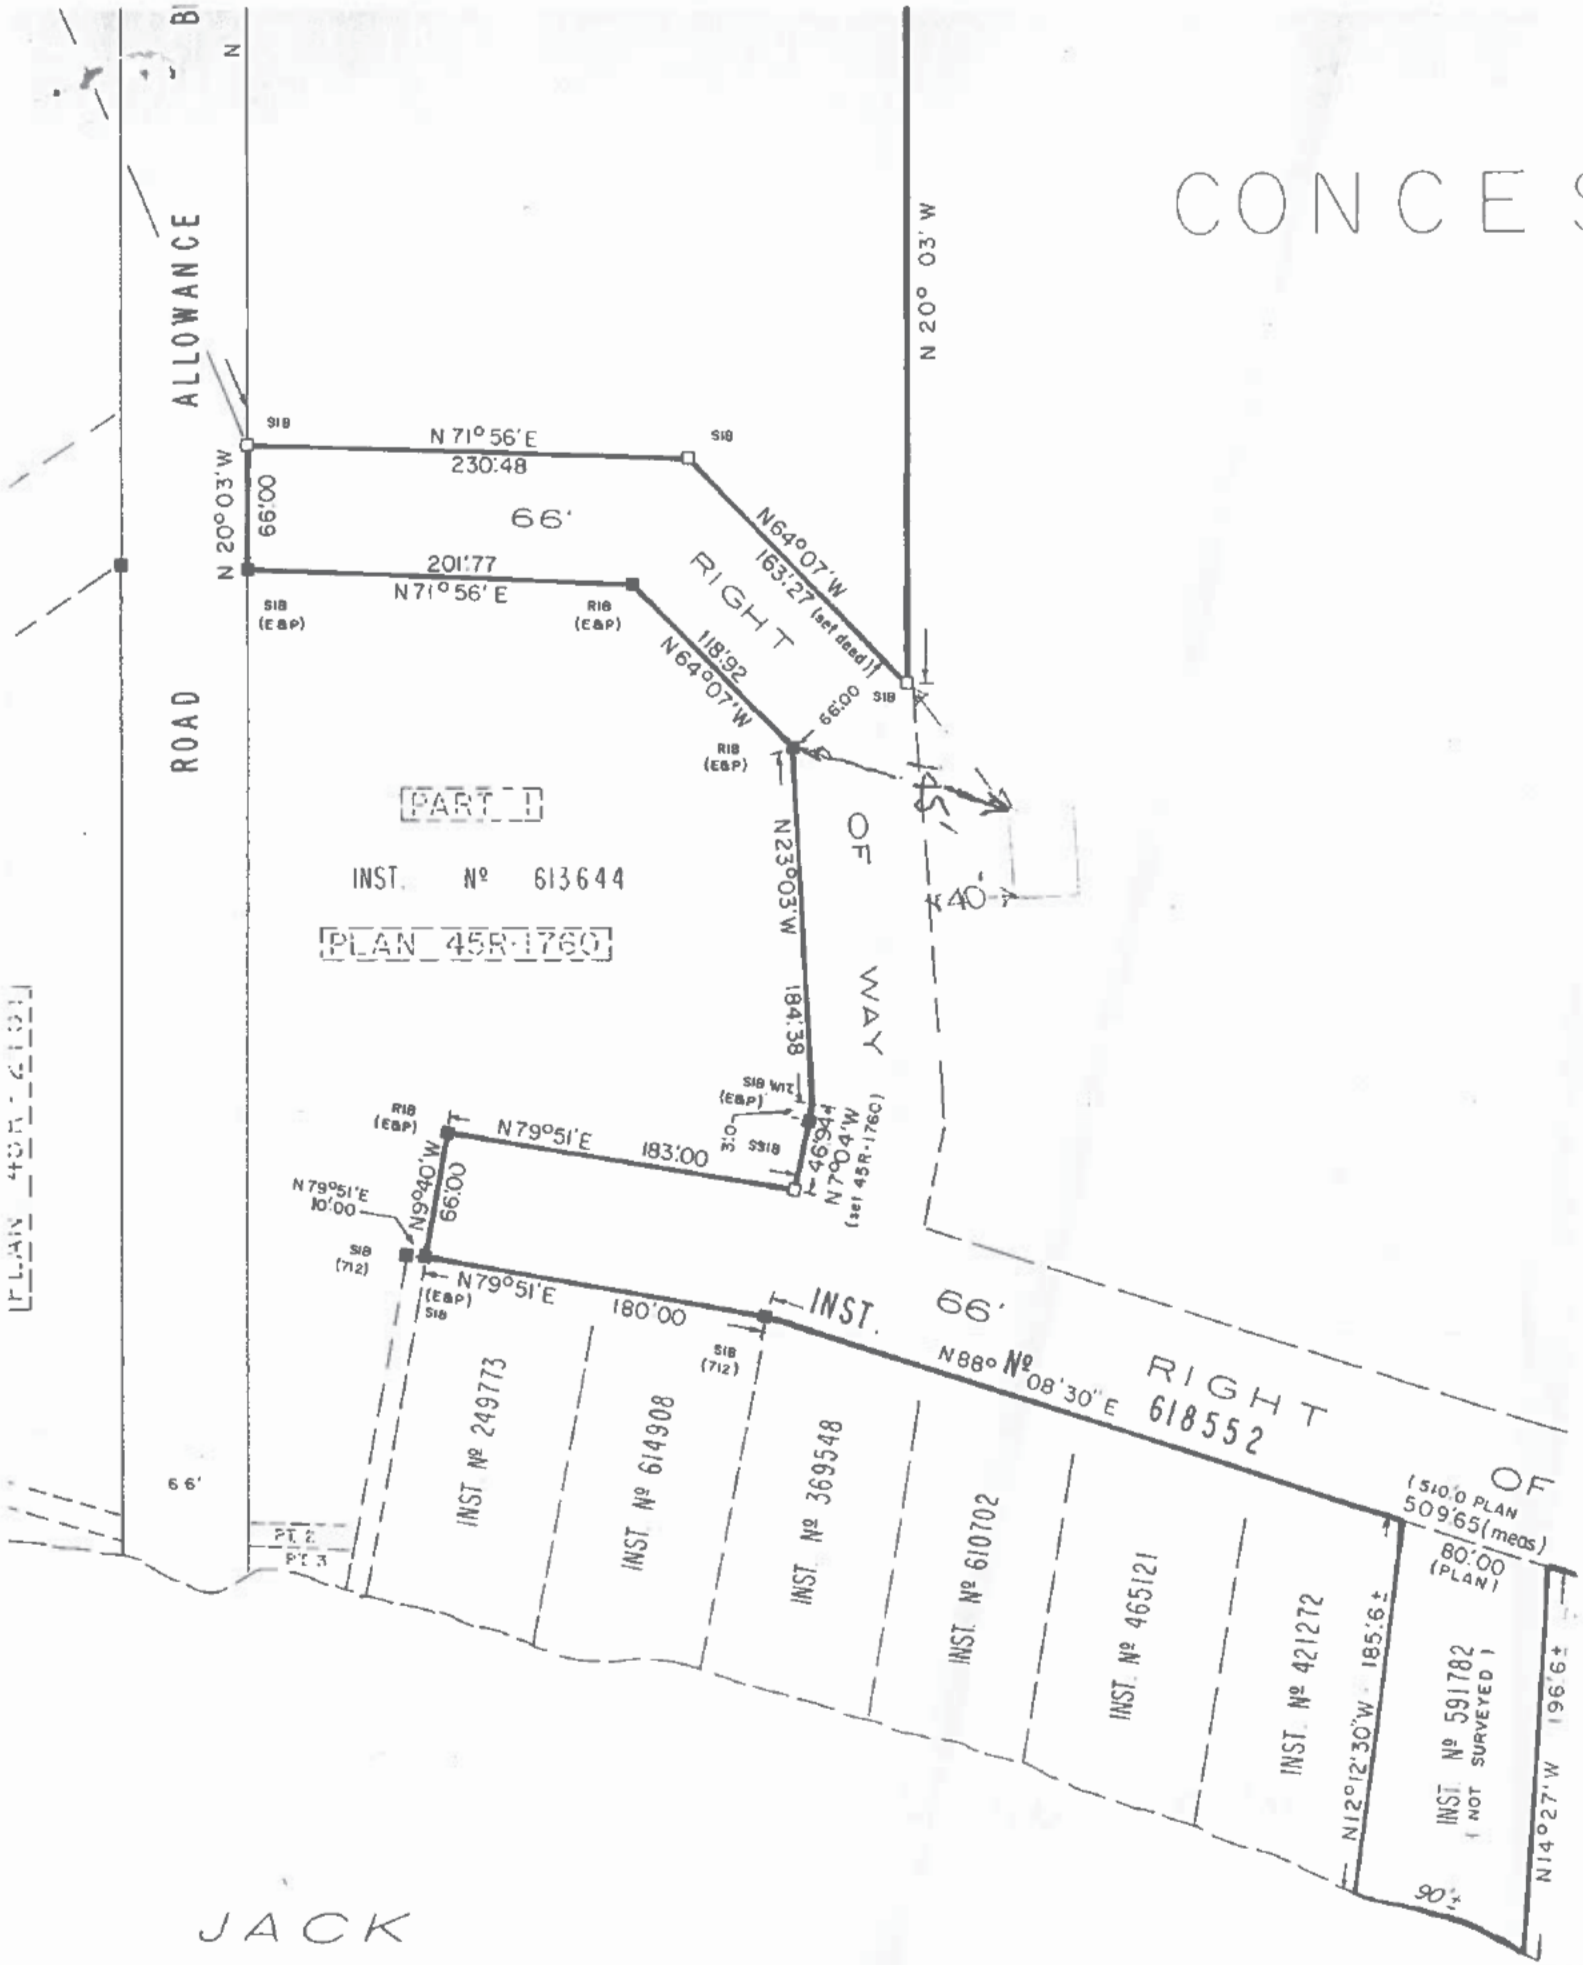 N
CONCES
ALLOWANCE
N 20° 03' W
SIB
N 71° 56' E
230.48
SIB
N 20° 03' W
66.00
66'
N64°07'W
163.27 (set deed)
RIGHT
201.77
N71°56'E
SIB
(E&P)
RIB
(E&P)
118.92
N64°07'W
66.00
SIB
ROAD
RIB
(E&P)
PART 1
OF
45'
INST. Nº 613644
N23°03'W
40'
PLAN 45R-1760
WAY
184.38
SIB WIT
(E&P)
RIB
(E&P)
N79°51'E
183.00
3.0
SSIB
46.94
N7°04'W
(set 45R-1760)
N79°51'E
10.00
N9°40'W
66.00
SIB
(712)
N79°51'E
(E&P)
SIB
180.00
INST.
66'
SIB
(712)
N88° Nº 08'30"E
618552
RIGHT
OF
INST. Nº 249773
INST. Nº 614908
INST. Nº 369548
INST. Nº 610702
INST. Nº 465121
INST. Nº 421272
(510.0 PLAN
509.65 (meas)
80.00
(PLAN)
66'
PT. 2
PT. 3
N12°12'30"W 185.6±
INST. Nº 591782
(NOT SURVEYED)
N14°27'W 196.6±
90'±
JACK